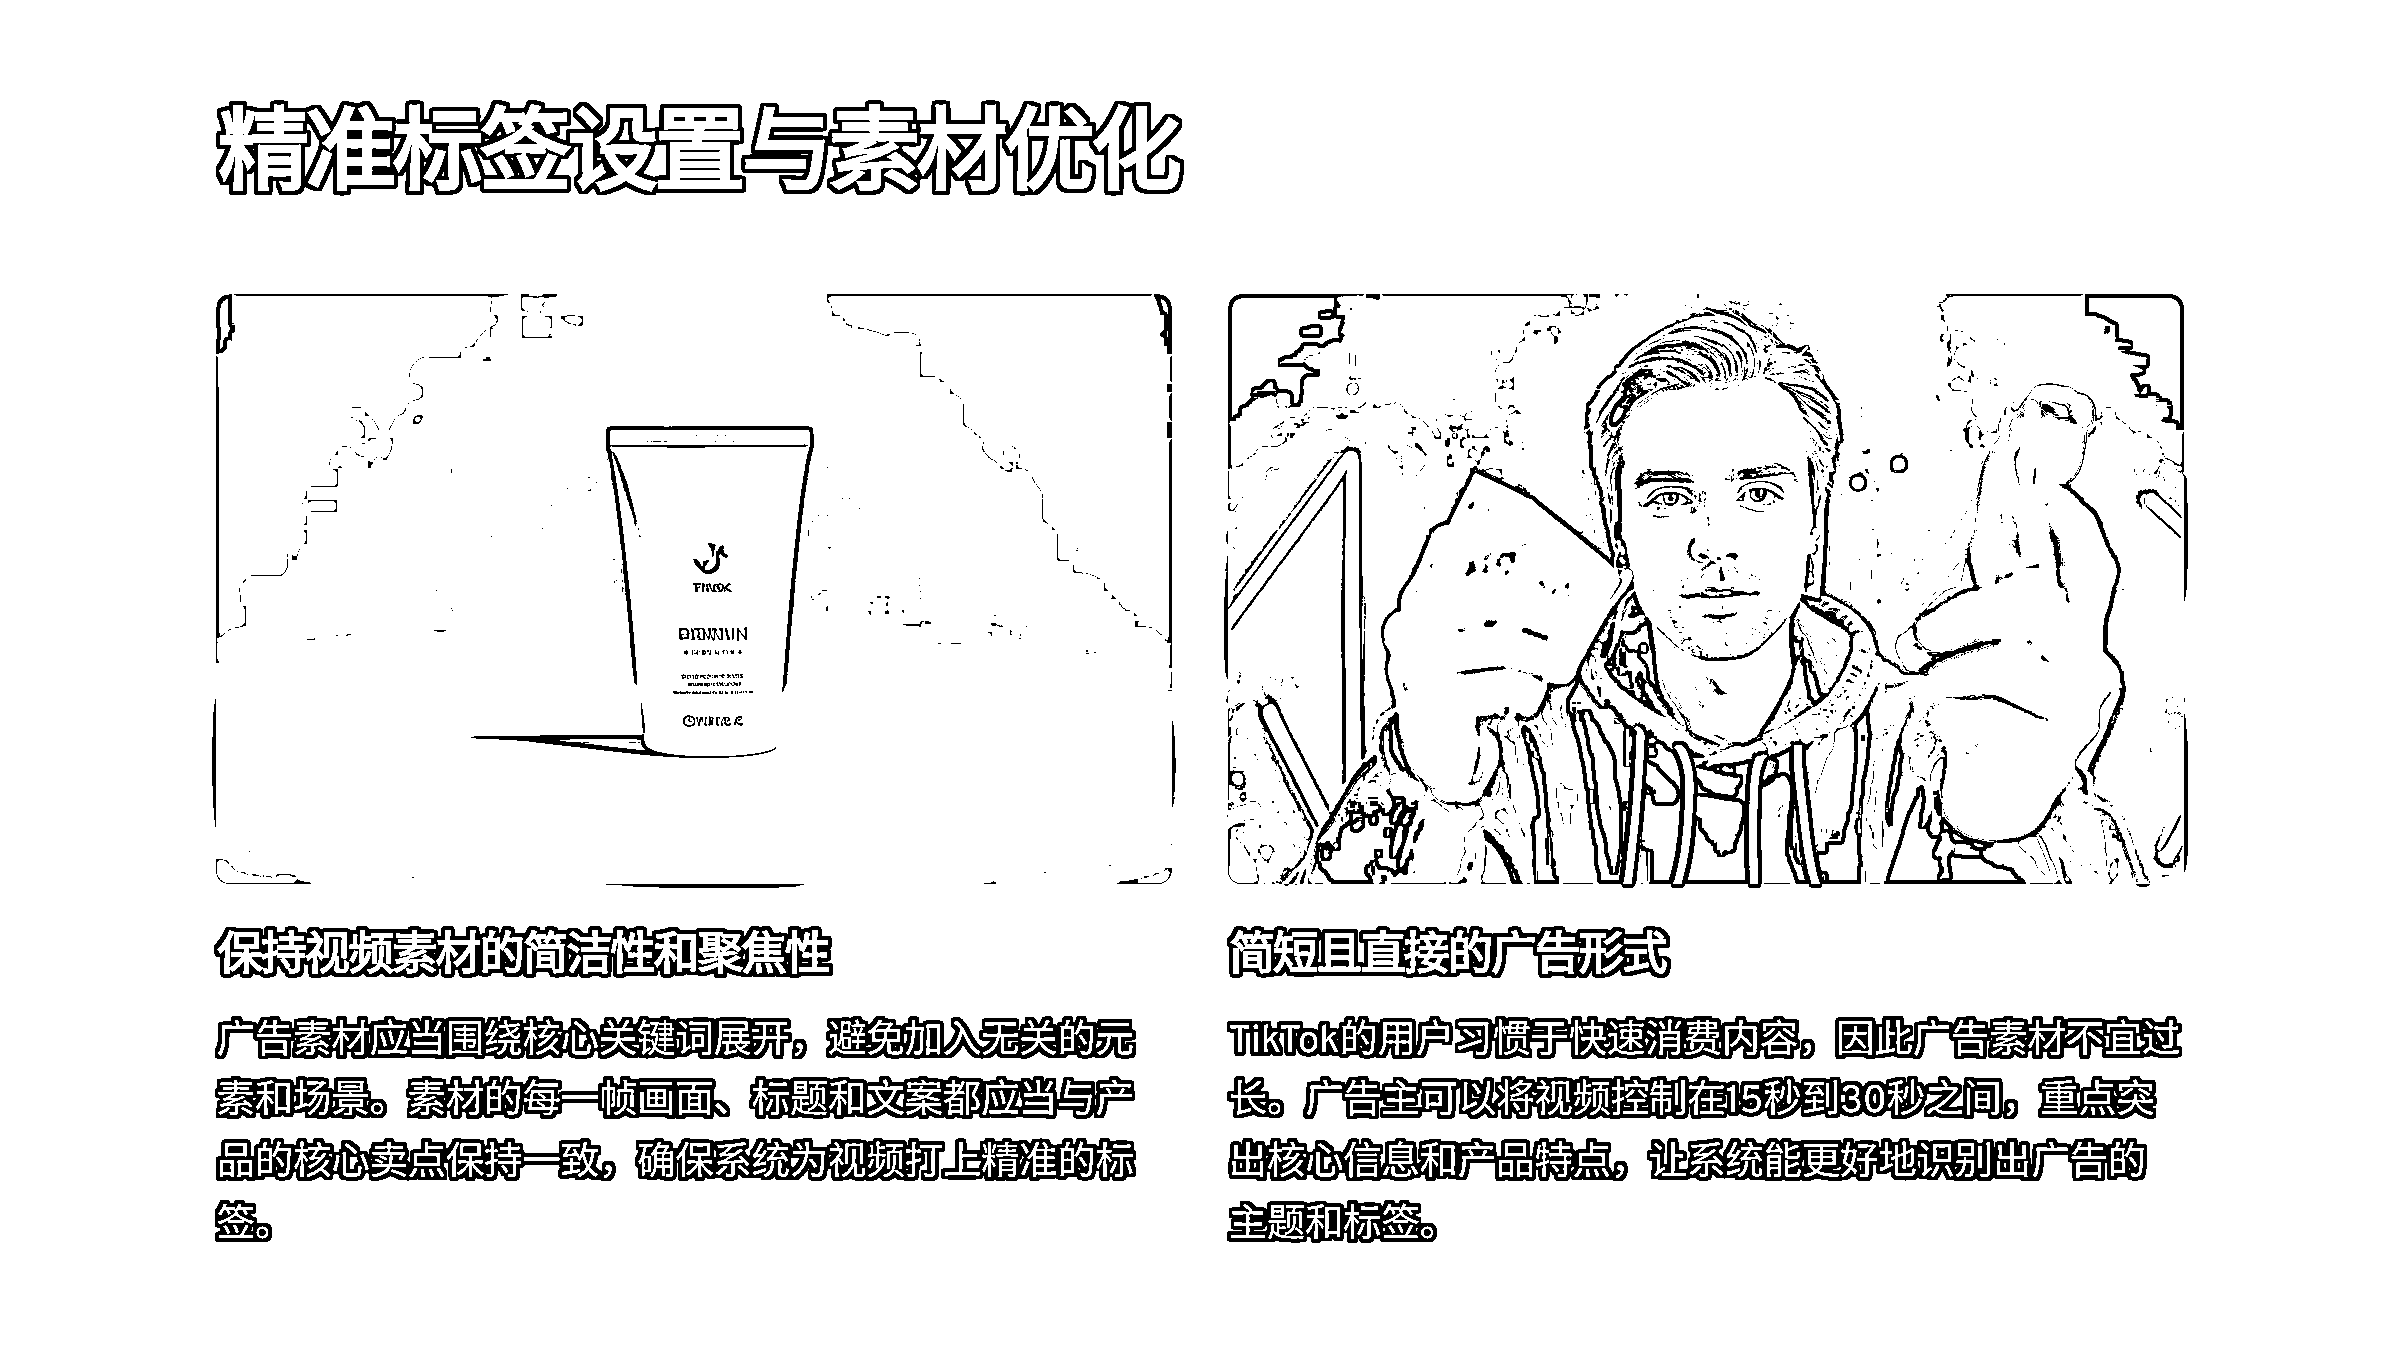 精准标签设置与素材优化
保持视频素材的简洁性和聚焦性
广告素材应当围绕核心关键词展开，避免加入无关的元
素和场景。素材的每一帧画面、标题和文案都应当与产
品的核心卖点保持一致，确保系统为视频打上精准的标
签。
简短且直接的广告形式
TikTok的用户习惯于快速消费内容，因此广告素材不宜过
长。广告主可以将视频控制在15秒到30秒之间，重点突
出核心信息和产品特点，让系统能更好地识别出广告的
主题和标签。